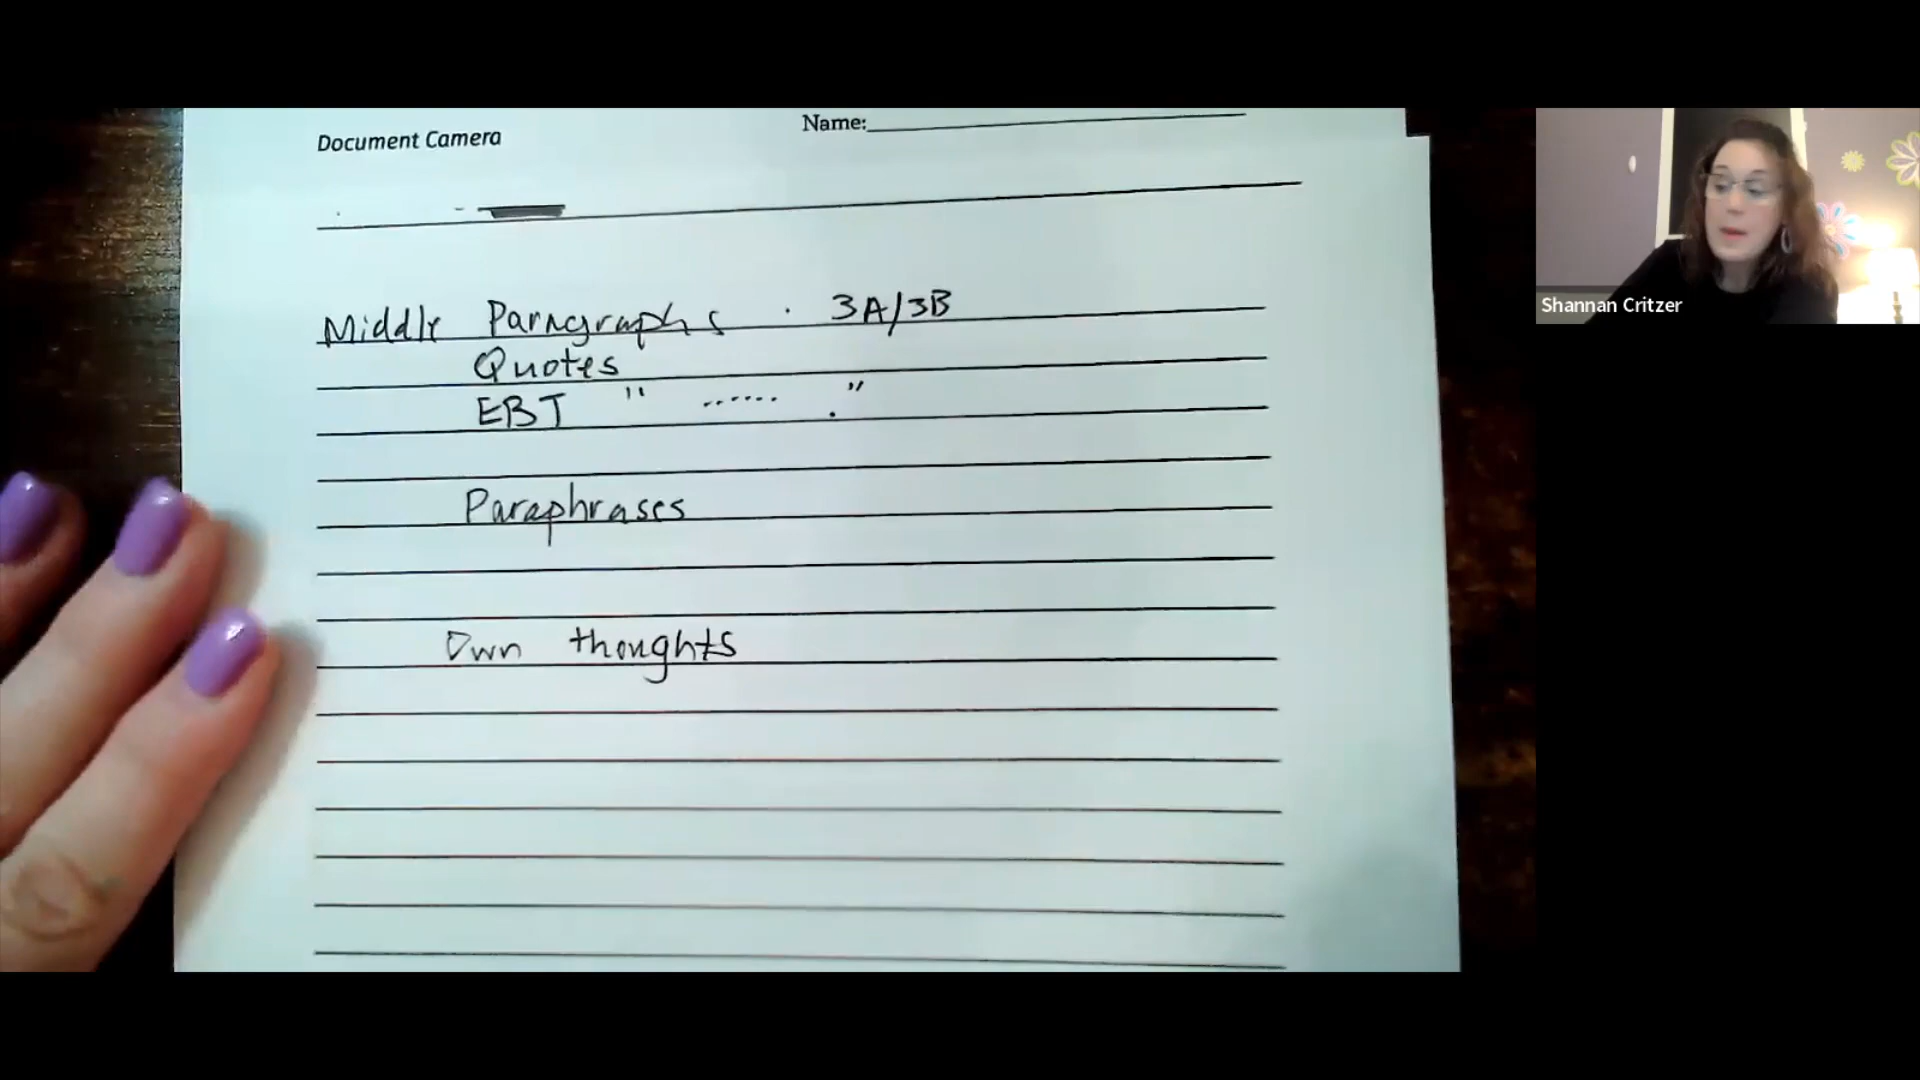 Document Camera
Name:
Middle Paragraphs . 3A/3B
Quotes
EBT " ....... ."
Paraphrases
Own thoughts
Shannan Critzer